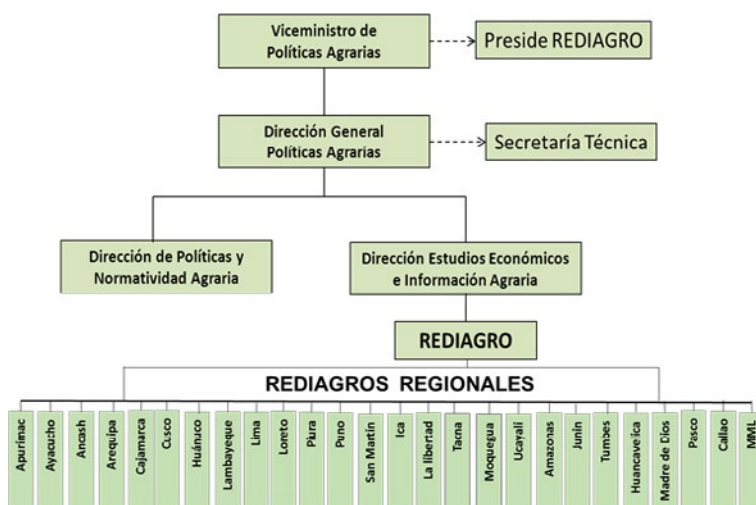 Viceministro de
Políticas Agrarias
Preside REDIAGRO
Dirección General
Políticas Agrarias
Secretaría Técnica
Dirección de Políticas y
Normatividad Agraria
Dirección Estudios Económicos
e Información Agraria
REDIAGRO
REDIAGROS REGIONALES
Apurimac
Ayacucho
Ancash
Arequipa
Cajamarca
Cusco
Huánuco
Lambayeque
Lima
Loreto
Piura
Puno
San Martín
Ica
La libertad
Tacna
Moquegua
Ucayali
Amazonas
Junín
Tumbes
Huancavelica
Madre de Dios
Pasco
Callao
MML